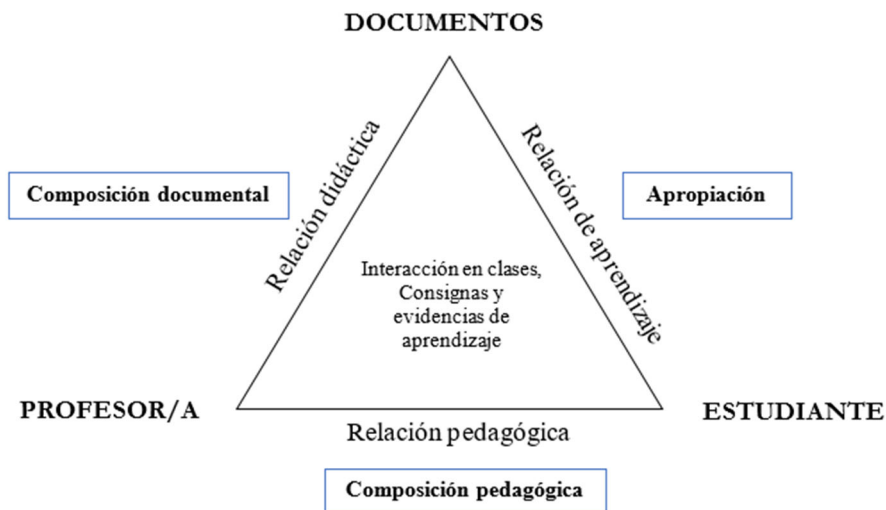 DOCUMENTOS
Relación didáctica
Relación de aprendizaje
Composición documental
Apropiación
Interacción en clases,
Consignas y
evidencias de
aprendizaje
PROFESOR/A
ESTUDIANTE
Relación pedagógica
Composición pedagógica